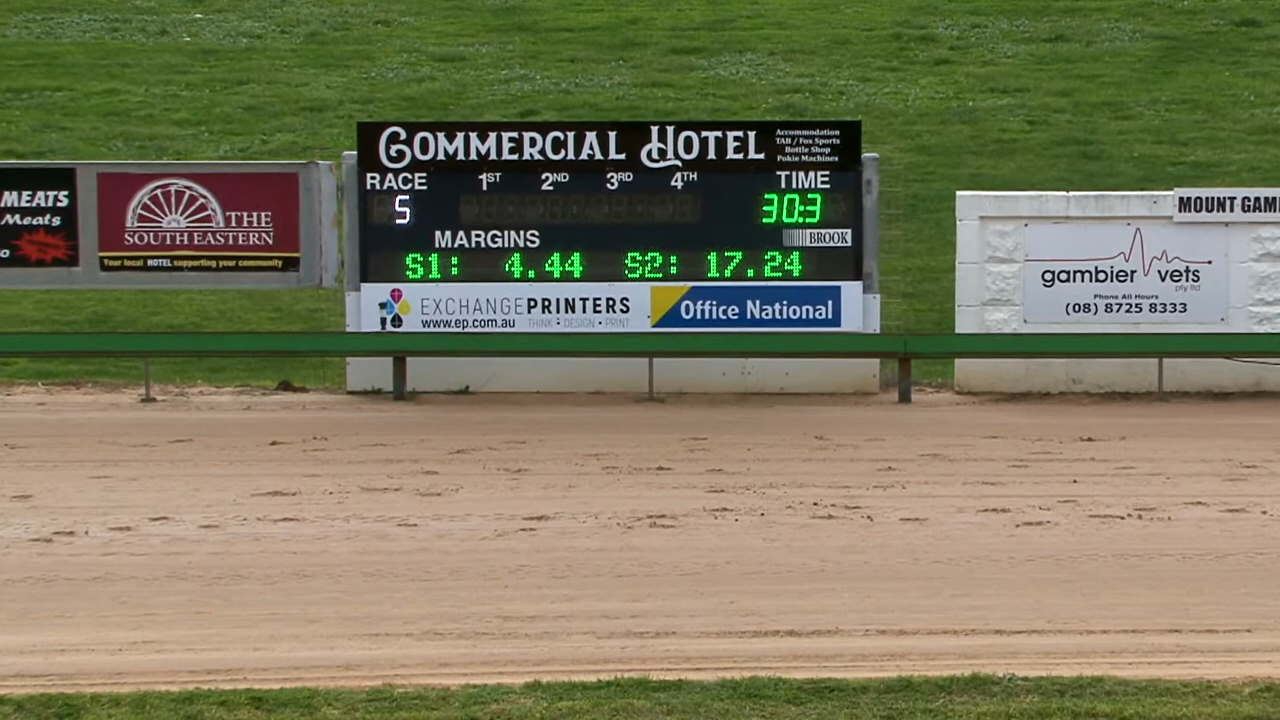 COMMERCIAL HOTEL
Accommodation
TAB / Fox Sports
Bottle Shop
Pokie Machines
RACE 1ST 2ND 3RD 4TH TIME
5 30:3
MARGINS BROOK
S1: 4.44 S2: 17.24
EXCHANGEPRINTERS
www.ep.com.au THINK : DESIGN • PRINT
Office National
MEATS
Meats
THE
SOUTH EASTERN
Your local HOTEL supporting your community
MOUNT GAM
gambier vets
pty ltd
Phone All Hours
(08) 8725 8333